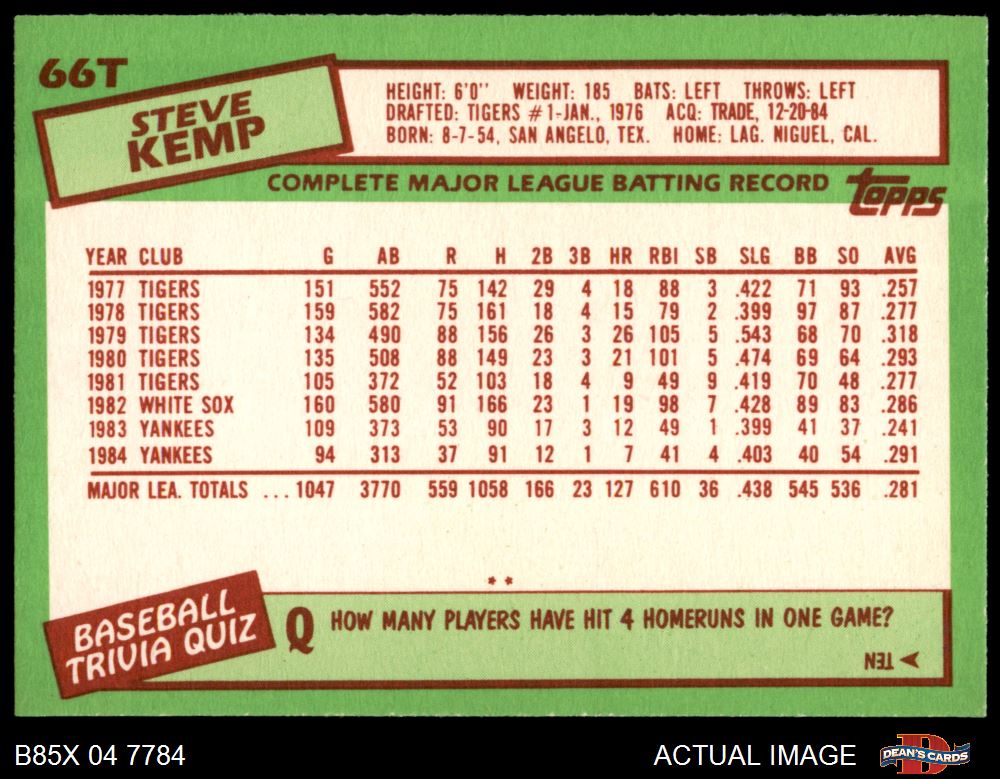 66T
STEVE
KEMP
HEIGHT: 6'0'' WEIGHT: 185 BATS: LEFT THROWS: LEFT
DRAFTED: TIGERS #1-JAN., 1976 ACQ: TRADE, 12-20-84
BORN: 8-7-54, SAN ANGELO, TEX. HOME: LAG. NIGUEL, CAL.
COMPLETE MAJOR LEAGUE BATTING RECORD
topps
YEAR CLUB G AB R H 2B 3B HR RBI SB SLG BB SO AVG
1977 TIGERS 151 552 75 142 29 4 18 88 3 .422 71 93 .257
1978 TIGERS 159 582 75 161 18 4 15 79 2 .399 97 87 .277
1979 TIGERS 134 490 88 156 26 3 26 105 5 .543 68 70 .318
1980 TIGERS 135 508 88 149 23 3 21 101 5 .474 69 64 .293
1981 TIGERS 105 372 52 103 18 4 9 49 9 .419 70 48 .277
1982 WHITE SOX 160 580 91 166 23 1 19 98 7 .428 89 83 .286
1983 YANKEES 109 373 53 90 17 3 12 49 1 .399 41 37 .241
1984 YANKEES 94 313 37 91 12 1 7 41 4 .403 40 54 .291
MAJOR LEA. TOTALS ... 1047 3770 559 1058 166 23 127 610 36 .438 545 536 .281
**
BASEBALL
TRIVIA QUIZ
Q HOW MANY PLAYERS HAVE HIT 4 HOMERUNS IN ONE GAME?
TEN
B85X 04 7784
ACTUAL IMAGE
DEAN'S CARDS